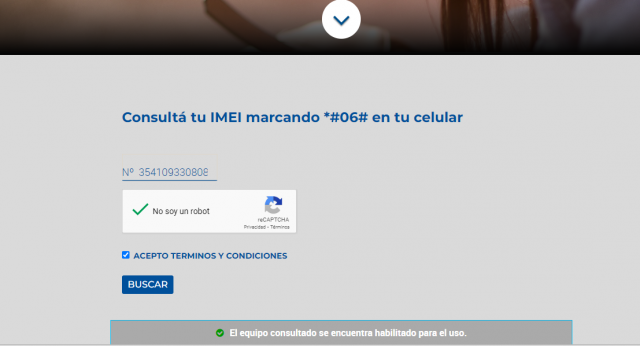 Consultá tu IMEI marcando *#06# en tu celular
Nº 354109330808
No soy un robot
reCAPTCHA
Privacidad - Términos
ACEPTO TERMINOS Y CONDICIONES
BUSCAR
El equipo consultado se encuentra habilitado para el uso.